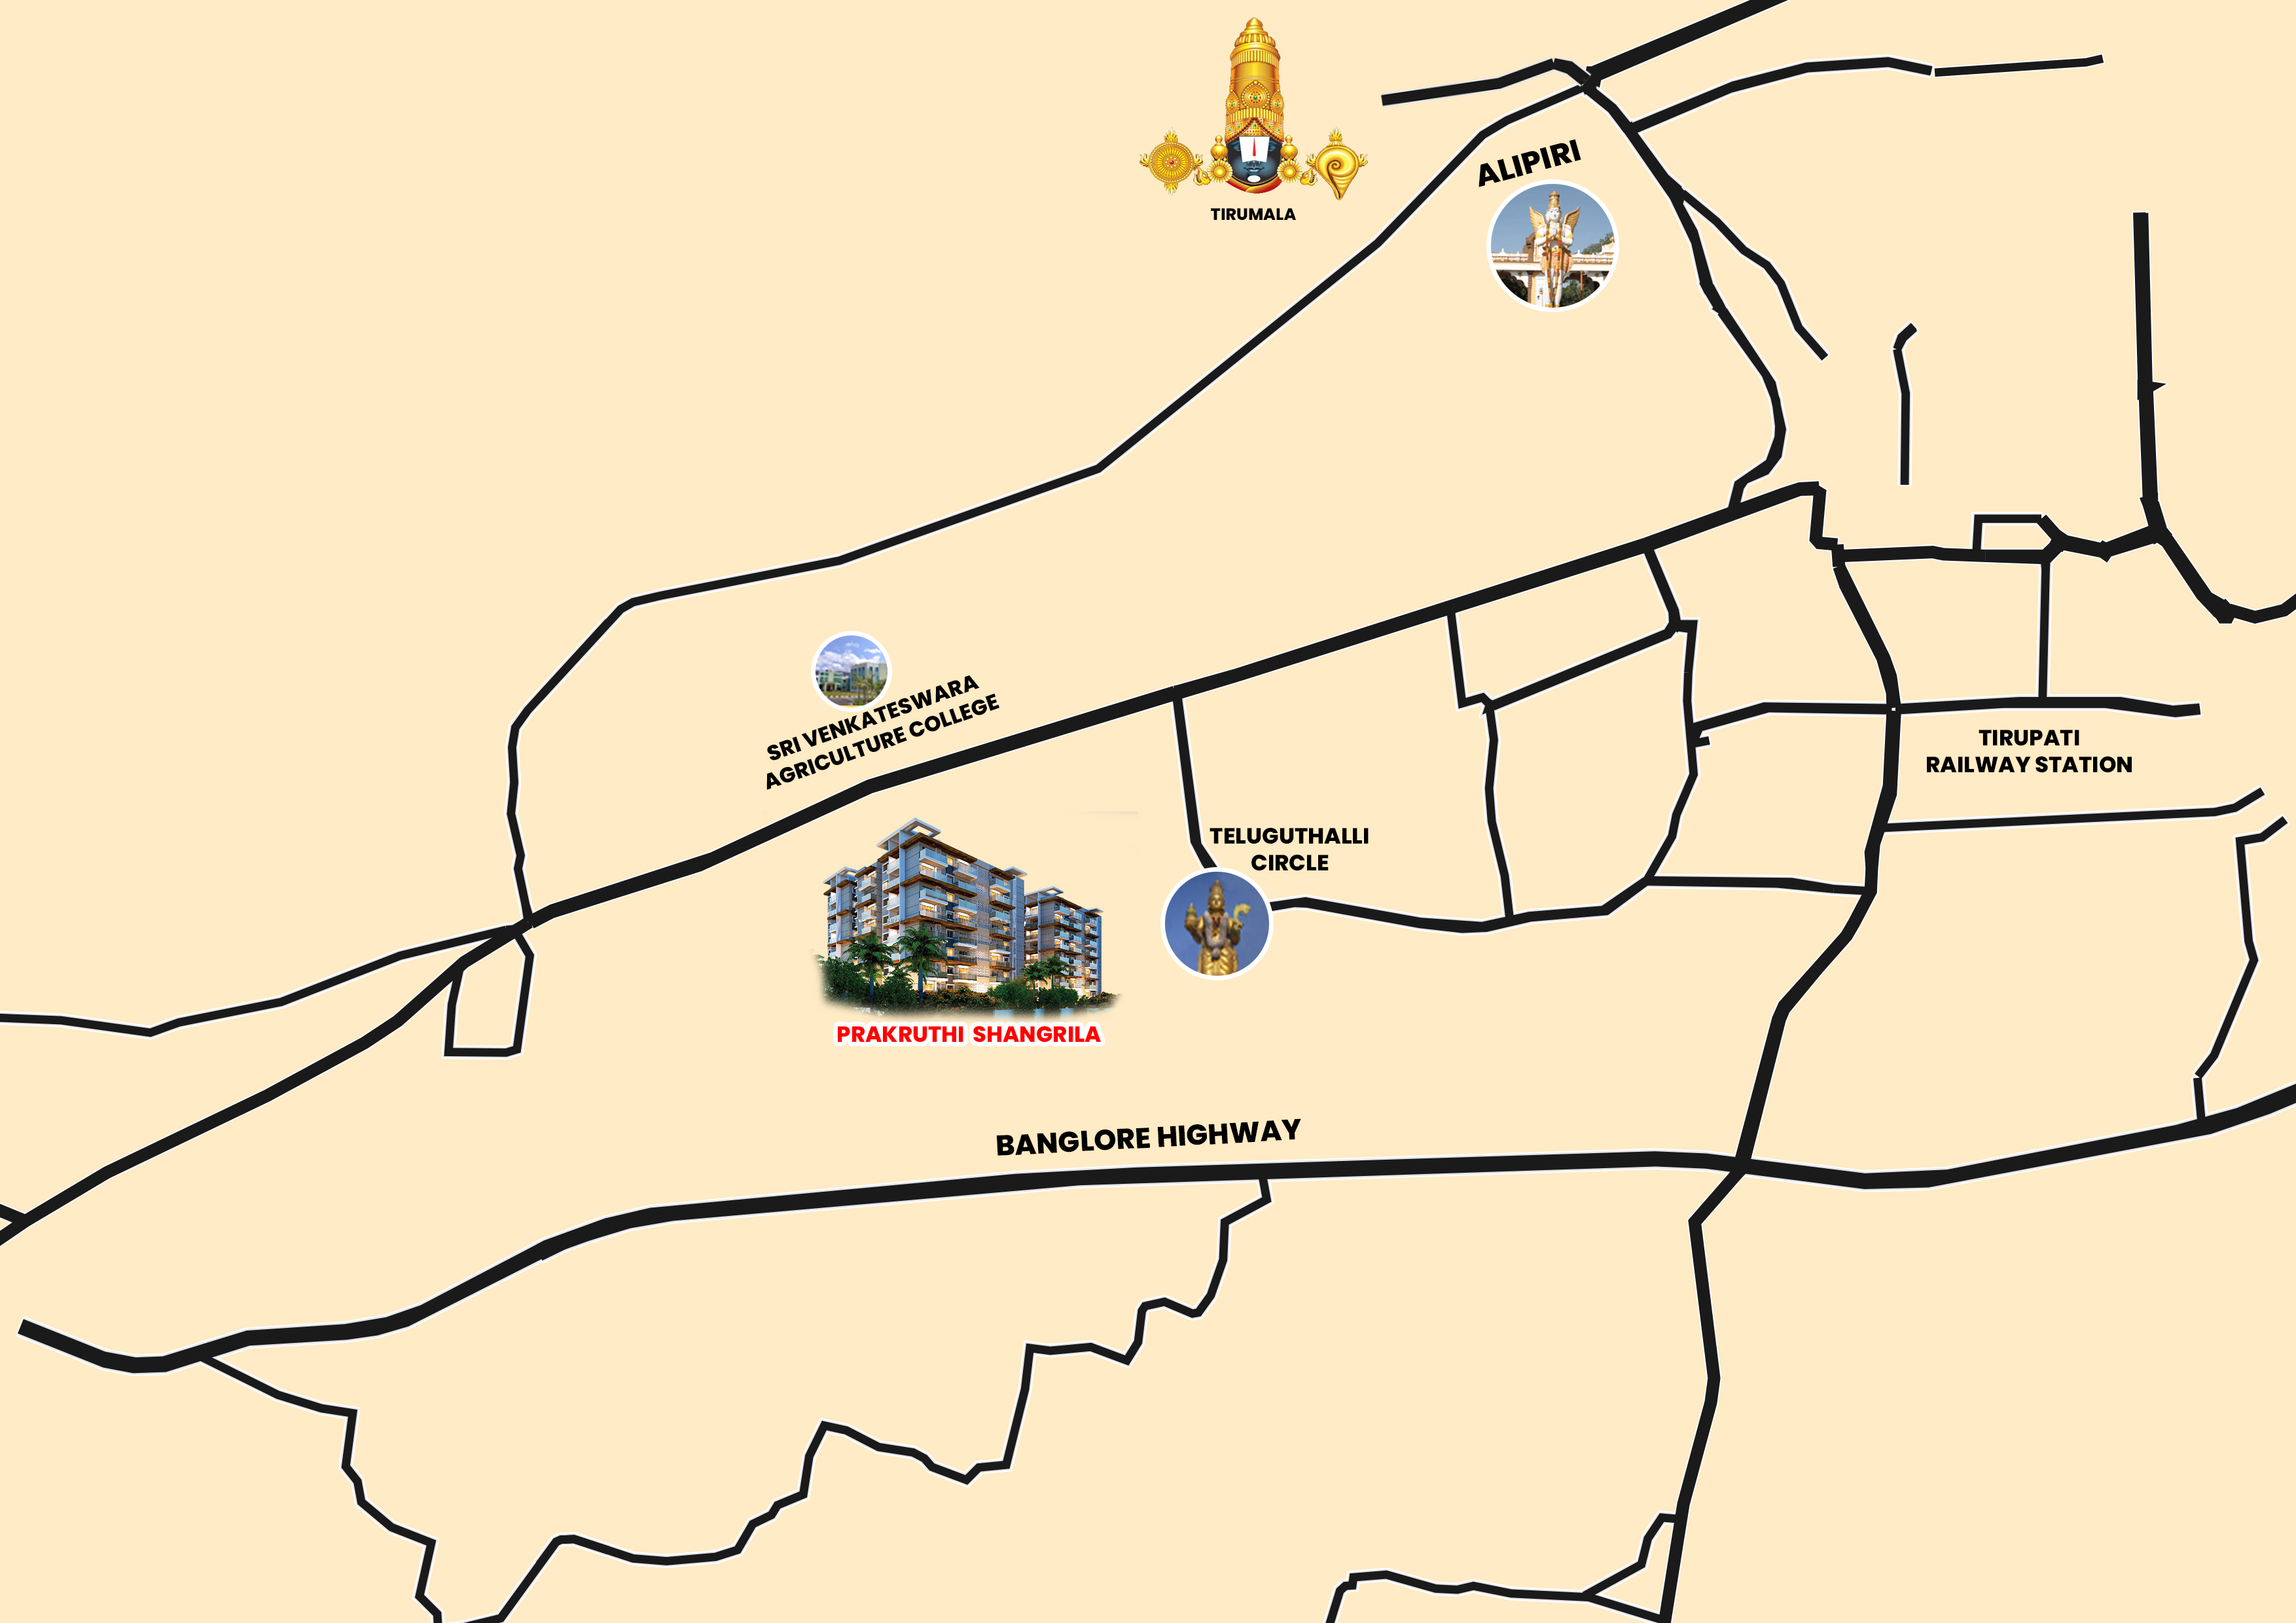 ALIPIRI
TIRUMALA
SRI VENKATESWARA
AGRICULTURE COLLEGE
TIRUPATI
RAILWAY STATION
TELUGUTHALLI
CIRCLE
PRAKRUTHI SHANGRILA
BANGLORE HIGHWAY